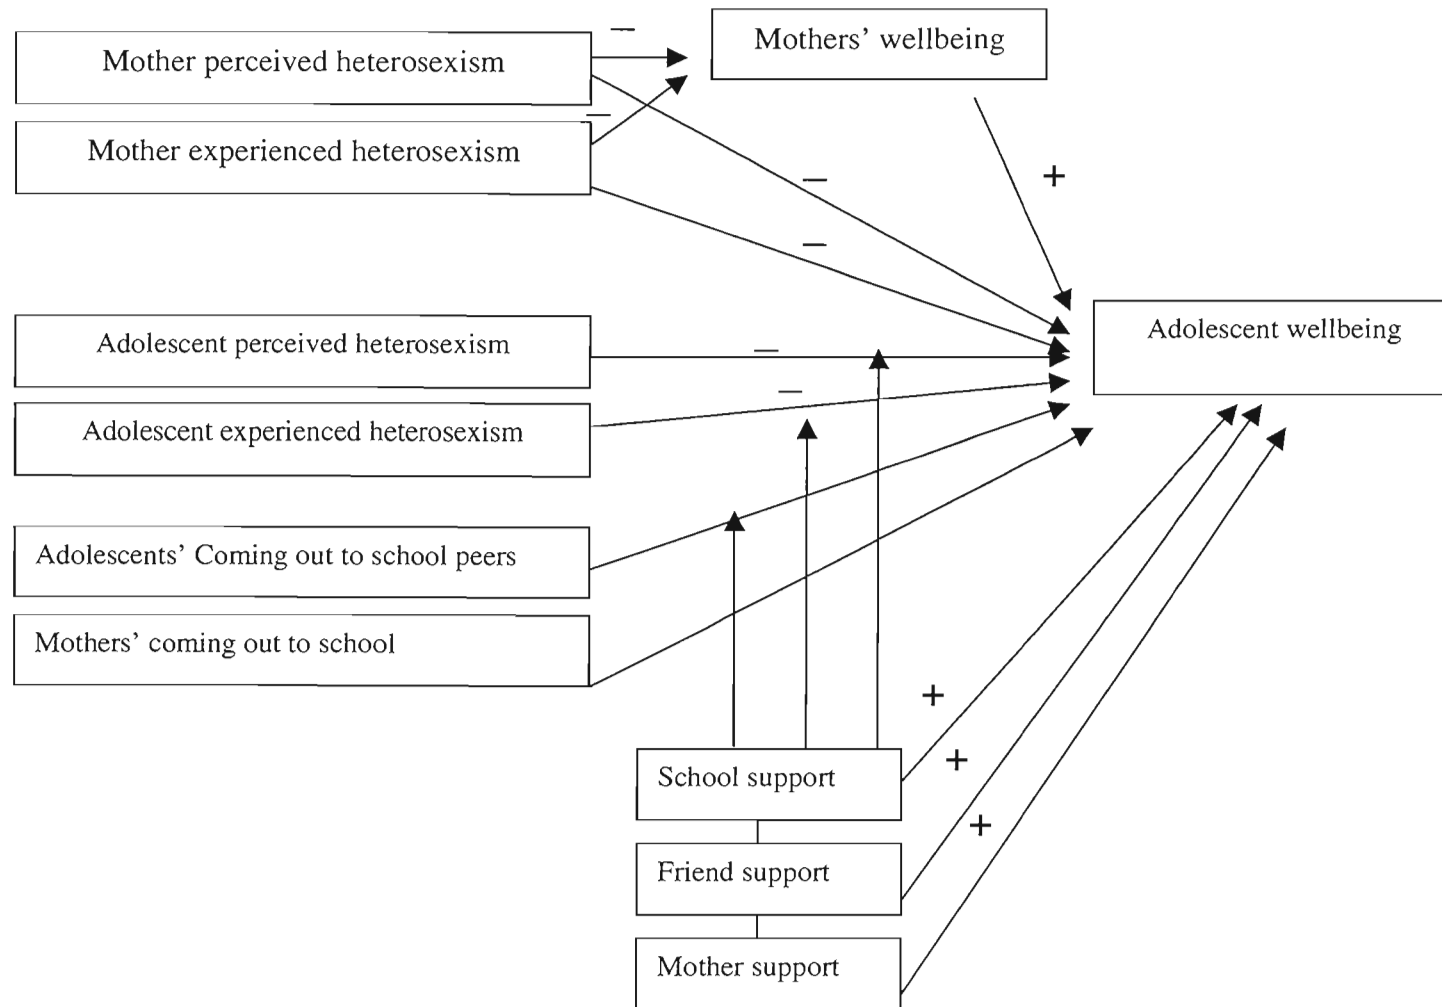 Mother perceived heterosexism
Mothers’ wellbeing
Mother experienced heterosexism
–
–
–
–
+
Adolescent perceived heterosexism
Adolescent wellbeing
–
–
Adolescent experienced heterosexism
Adolescents’ Coming out to school peers
Mothers’ coming out to school
+
+
+
School support
Friend support
Mother support